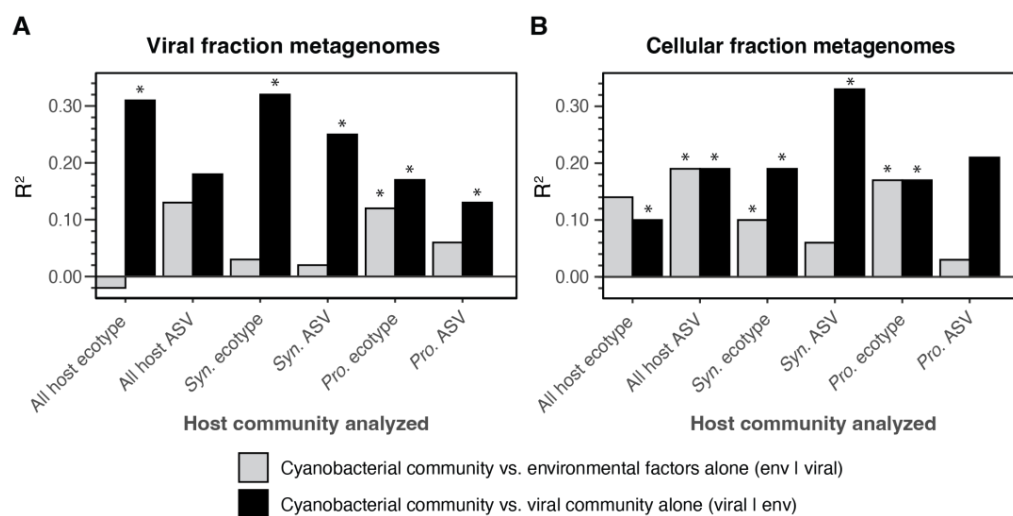 A
Viral fraction metagenomes
R²
0.30
0.20
0.10
0.00
*
*
*
*
*
*
All host ecotype
All host ASV
Syn. ecotype
Syn. ASV
Pro. ecotype
Pro. ASV
Host community analyzed
B
Cellular fraction metagenomes
R²
0.30
0.20
0.10
0.00
*
*
*
*
*
*
*
*
All host ecotype
All host ASV
Syn. ecotype
Syn. ASV
Pro. ecotype
Pro. ASV
Host community analyzed
Cyanobacterial community vs. environmental factors alone (env | viral)
Cyanobacterial community vs. viral community alone (viral | env)